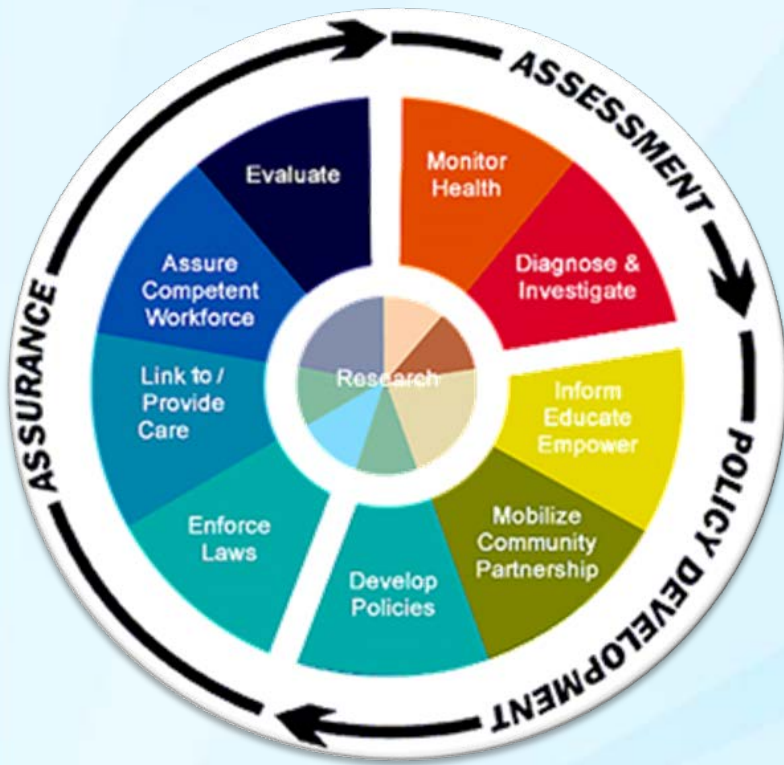 ASSESSMENT
POLICY DEVELOPMENT
ASSURANCE
Monitor
Health
Diagnose &
Investigate
Inform
Educate
Empower
Mobilize
Community
Partnership
Develop
Policies
Enforce
Laws
Link to /
Provide
Care
Assure
Competent
Workforce
Evaluate
Research